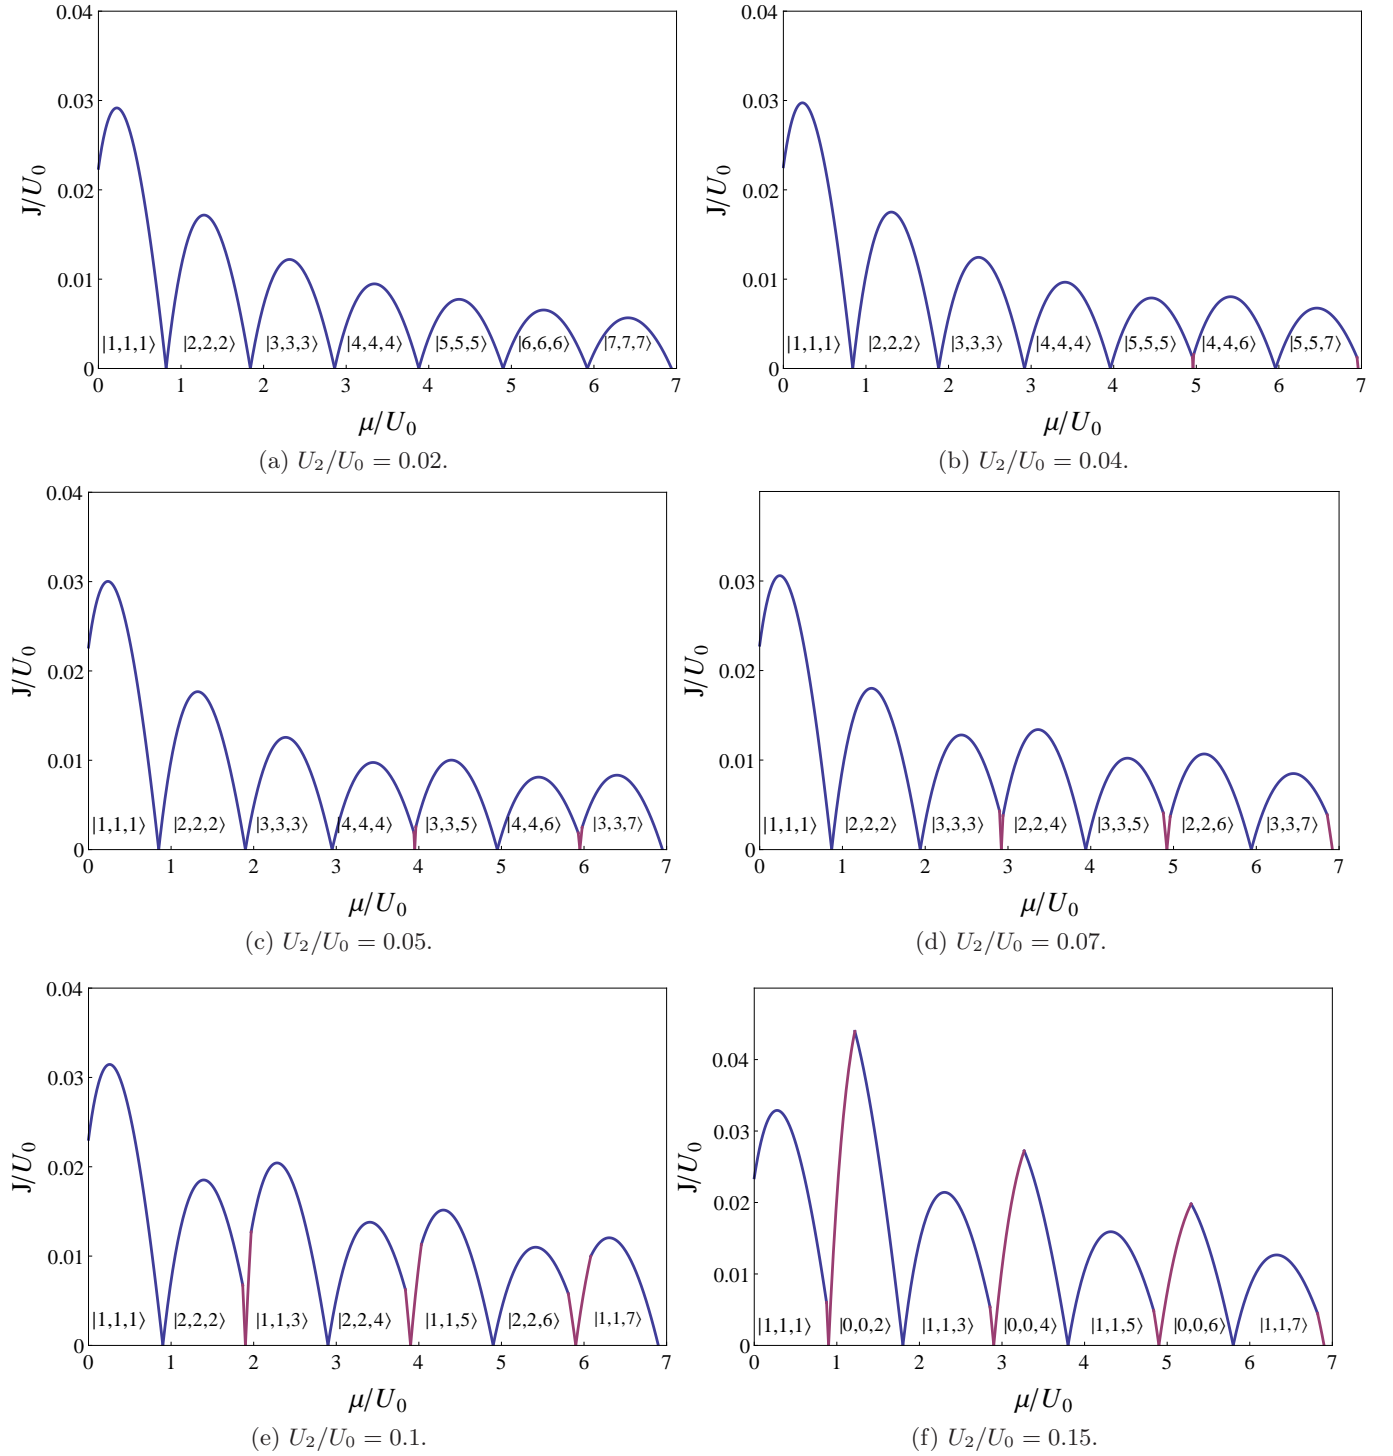 0.04
0.03
0.02
0.01
0
J/U0
|1,1,1⟩ |2,2,2⟩ |3,3,3⟩ |4,4,4⟩ |5,5,5⟩ |6,6,6⟩ |7,7,7⟩
0 1 2 3 4 5 6 7
μ/U0
(a) U2/U0 = 0.02.
0.04
0.03
0.02
0.01
0
J/U0
|1,1,1⟩ |2,2,2⟩ |3,3,3⟩ |4,4,4⟩ |5,5,5⟩ |4,4,6⟩ |5,5,7⟩
0 1 2 3 4 5 6 7
μ/U0
(b) U2/U0 = 0.04.
0.04
0.03
0.02
0.01
0
J/U0
|1,1,1⟩ |2,2,2⟩ |3,3,3⟩ |4,4,4⟩ |3,3,5⟩ |4,4,6⟩ |3,3,7⟩
0 1 2 3 4 5 6 7
μ/U0
(c) U2/U0 = 0.05.
0.03
0.02
0.01
0
J/U0
|1,1,1⟩ |2,2,2⟩ |3,3,3⟩ |2,2,4⟩ |3,3,5⟩ |2,2,6⟩ |3,3,7⟩
0 1 2 3 4 5 6 7
μ/U0
(d) U2/U0 = 0.07.
0.04
0.03
0.02
0.01
0
J/U0
|1,1,1⟩ |2,2,2⟩ |1,1,3⟩ |2,2,4⟩ |1,1,5⟩ |2,2,6⟩ |1,1,7⟩
0 1 2 3 4 5 6 7
μ/U0
(e) U2/U0 = 0.1.
0.04
0.03
0.02
0.01
0
J/U0
|1,1,1⟩ |0,0,2⟩ |1,1,3⟩ |0,0,4⟩ |1,1,5⟩ |0,0,6⟩ |1,1,7⟩
0 1 2 3 4 5 6 7
μ/U0
(f) U2/U0 = 0.15.